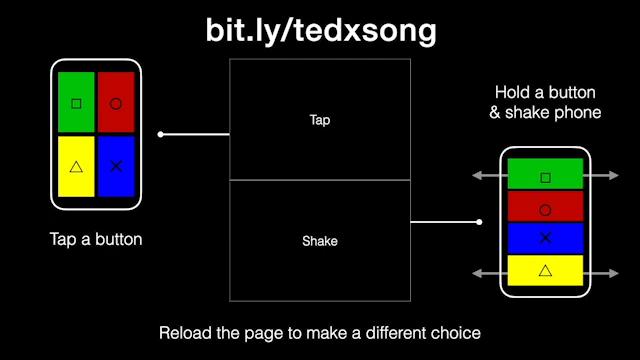 bit.ly/tedxsong
Tap
Hold a button
& shake phone
Tap a button
Shake
Reload the page to make a different choice